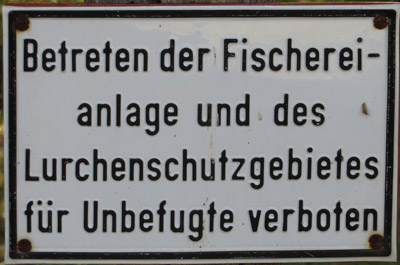 Betreten der Fischerei-
anlage und des
Lurchenschutzgebietes
für Unbefugte verboten